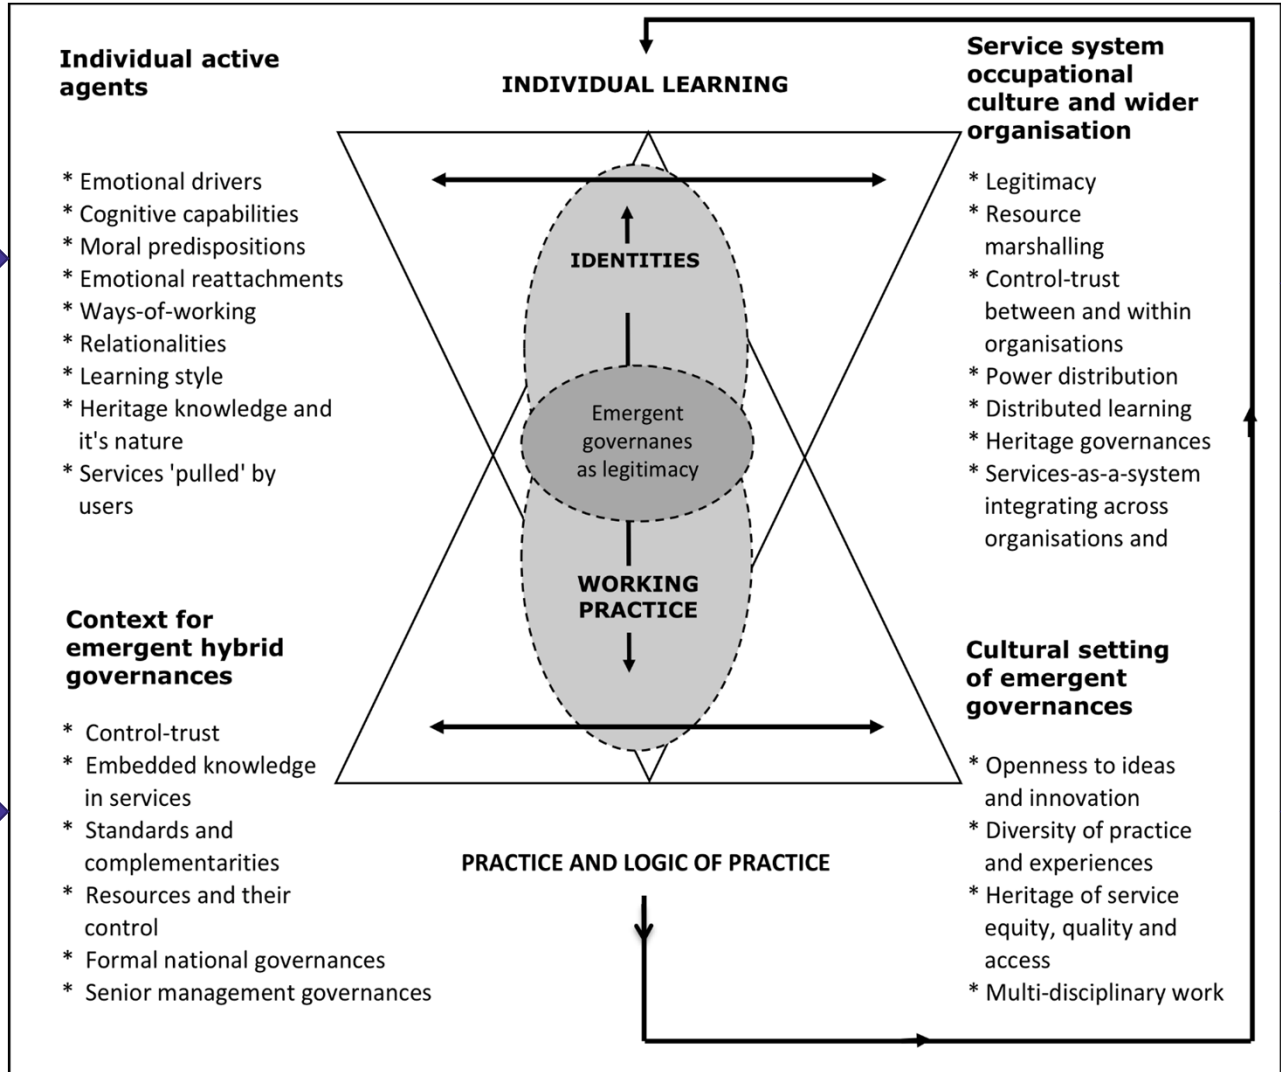 Individual active
agents
* Emotional drivers
* Cognitive capabilities
* Moral predispositions
* Emotional reattachments
* Ways-of-working
* Relationalities
* Learning style
* Heritage knowledge and
it's nature
* Services 'pulled' by
users
INDIVIDUAL LEARNING
Service system
occupational
culture and wider
organisation
* Legitimacy
* Resource
marshalling
* Control-trust
between and within
organisations
* Power distribution
* Distributed learning
* Heritage governances
* Services-as-a-system
integrating across
organisations and
IDENTITIES
Emergent
governanes
as legitimacy
WORKING
PRACTICE
Context for
emergent hybrid
governances
* Control-trust
* Embedded knowledge
in services
* Standards and
complementarities
* Resources and their
control
* Formal national governances
* Senior management governances
PRACTICE AND LOGIC OF PRACTICE
Cultural setting
of emergent
governances
* Openness to ideas
and innovation
* Diversity of practice
and experiences
* Heritage of service
equity, quality and
access
* Multi-disciplinary work